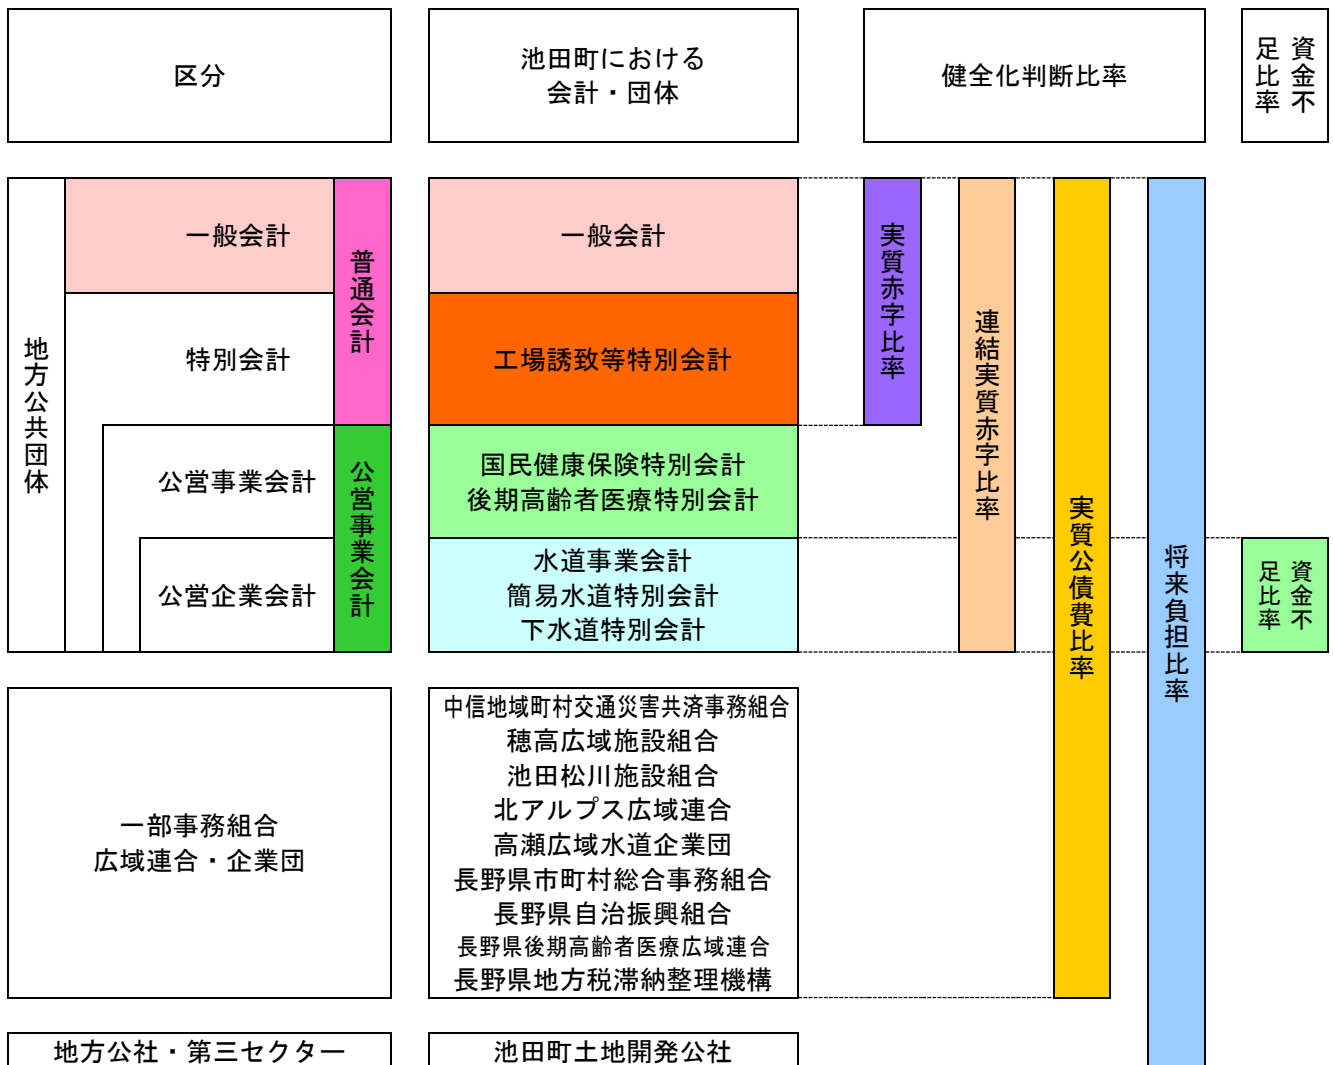 区分
池田町における
会計・団体
健全化判断比率
資金不
足比率
地方公共団体
一般会計
特別会計
公営事業会計
公営企業会計
普通会計
公営事業会計
一般会計
工場誘致等特別会計
国民健康保険特別会計
後期高齢者医療特別会計
水道事業会計
簡易水道特別会計
下水道特別会計
実質赤字比率
連結実質赤字比率
実質公債費比率
将来負担比率
資金不
足比率
一部事務組合
広域連合・企業団
中信地域町村交通災害共済事務組合
穂高広域施設組合
池田松川施設組合
北アルプス広域連合
高瀬広域水道企業団
長野県市町村総合事務組合
長野県自治振興組合
長野県後期高齢者医療広域連合
長野県地方税滞納整理機構
地方公社・第三セクター
池田町土地開発公社